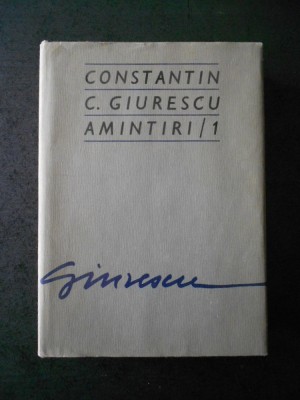 CONSTANTIN
C. GIURESCU
AMINTIRI/1
Giurescu